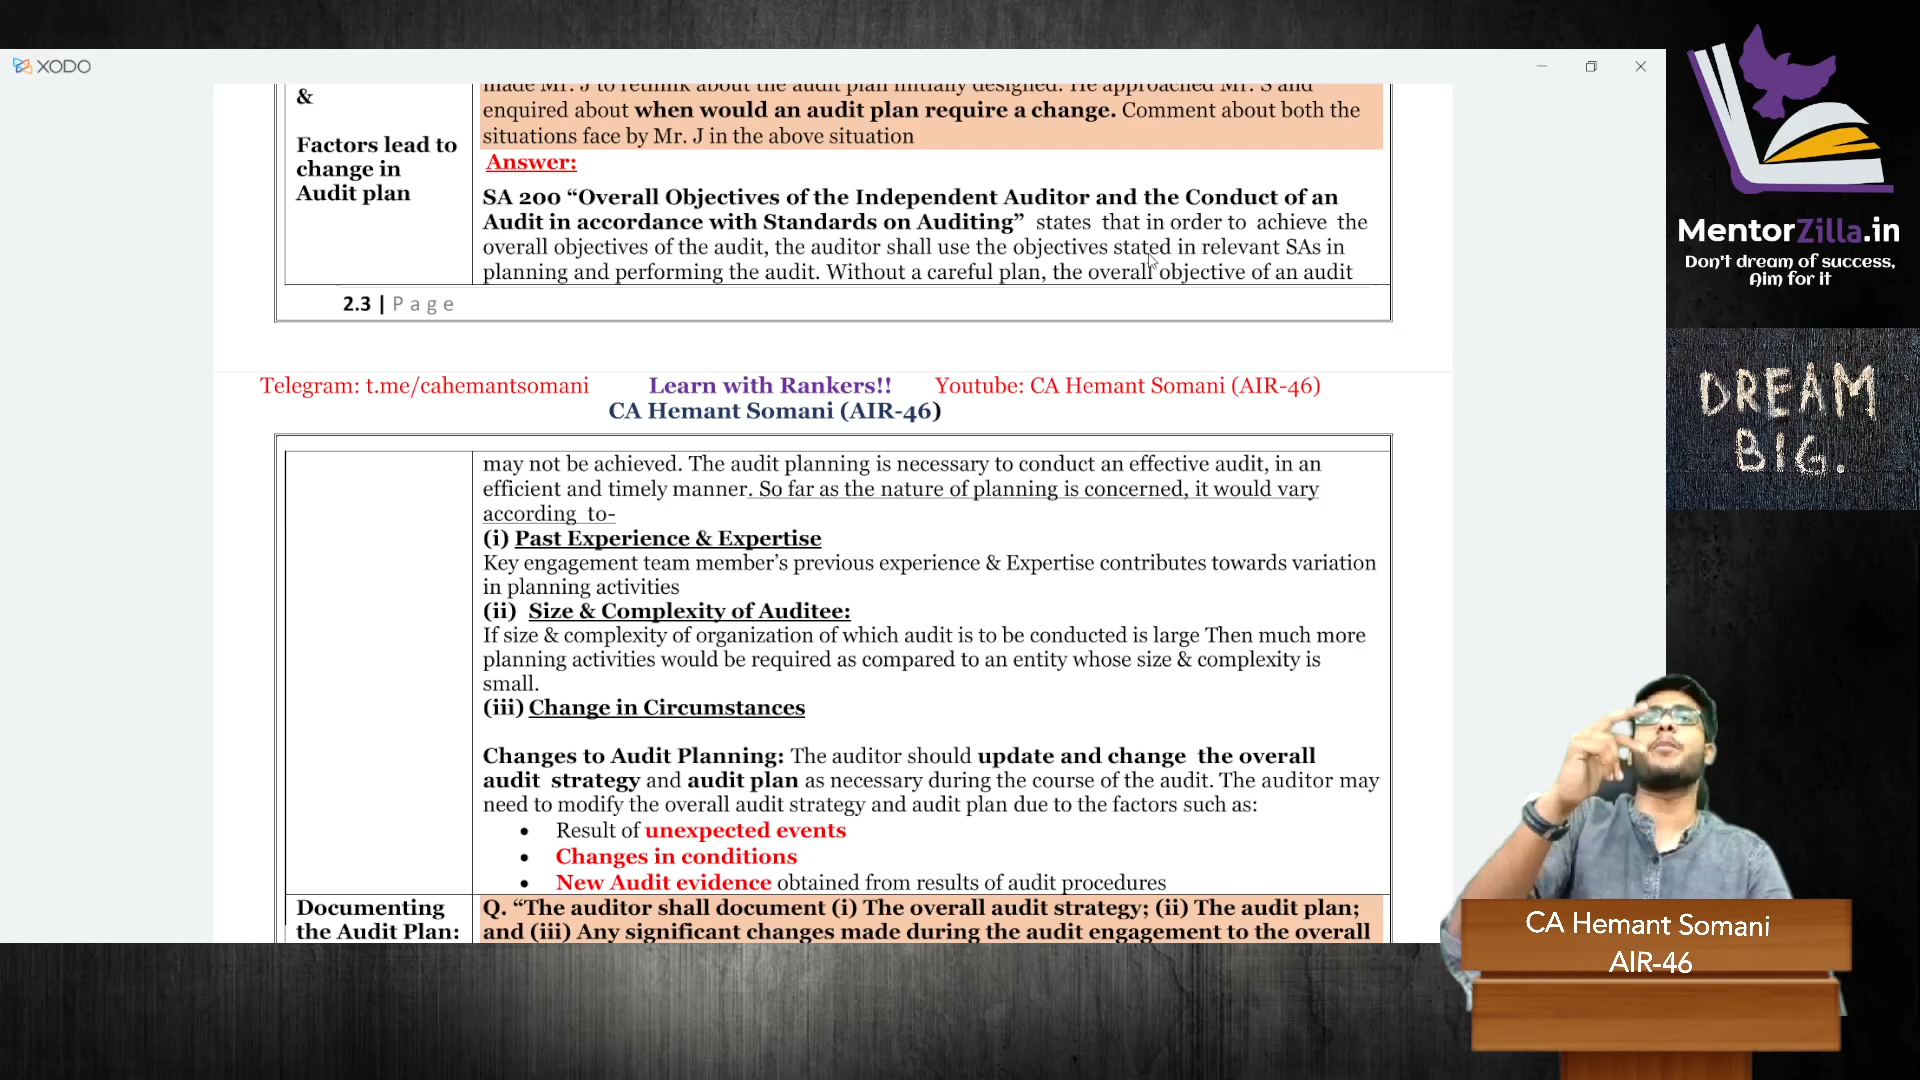 XODO
made Mr. J to rethink about the audit plan initially designed. He approached Mr. S and
&
enquired about when would an audit plan require a change. Comment about both the
situations face by Mr. J in the above situation
Factors lead to
change in
Audit plan
Answer:
SA 200 “Overall Objectives of the Independent Auditor and the Conduct of an
Audit in accordance with Standards on Auditing” states that in order to achieve the
overall objectives of the audit, the auditor shall use the objectives stated in relevant SAs in
planning and performing the audit. Without a careful plan, the overall objective of an audit
2.3 | Page
Telegram: t.me/cahemantsomani Learn with Rankers!! Youtube: CA Hemant Somani (AIR-46)
CA Hemant Somani (AIR-46)
may not be achieved. The audit planning is necessary to conduct an effective audit, in an
efficient and timely manner. So far as the nature of planning is concerned, it would vary
according to-
(i) Past Experience & Expertise
Key engagement team member’s previous experience & Expertise contributes towards variation
in planning activities
(ii) Size & Complexity of Auditee:
If size & complexity of organization of which audit is to be conducted is large Then much more
planning activities would be required as compared to an entity whose size & complexity is
small.
(iii) Change in Circumstances
Changes to Audit Planning: The auditor should update and change the overall
audit strategy and audit plan as necessary during the course of the audit. The auditor may
need to modify the overall audit strategy and audit plan due to the factors such as:
• Result of unexpected events
• Changes in conditions
• New Audit evidence obtained from results of audit procedures
Documenting
the Audit Plan:
Q. “The auditor shall document (i) The overall audit strategy; (ii) The audit plan;
and (iii) Any significant changes made during the audit engagement to the overall
MentorZilla.in
Don't dream of success,
Aim for it
DREAM
BIG.
CA Hemant Somani
AIR-46